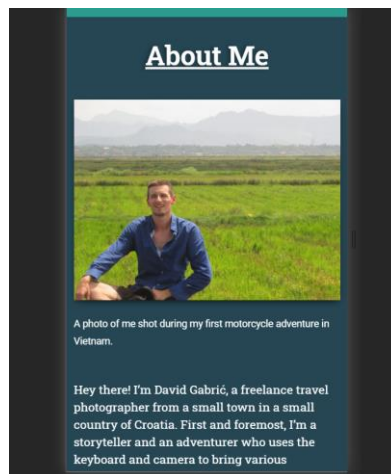 About Me
A photo of me shot during my first motorcycle adventure in
Vietnam.
Hey there! I'm David Gabrić, a freelance travel
photographer from a small town in a small
country of Croatia. First and foremost, I'm a
storyteller and an adventurer who uses the
keyboard and camera to bring various